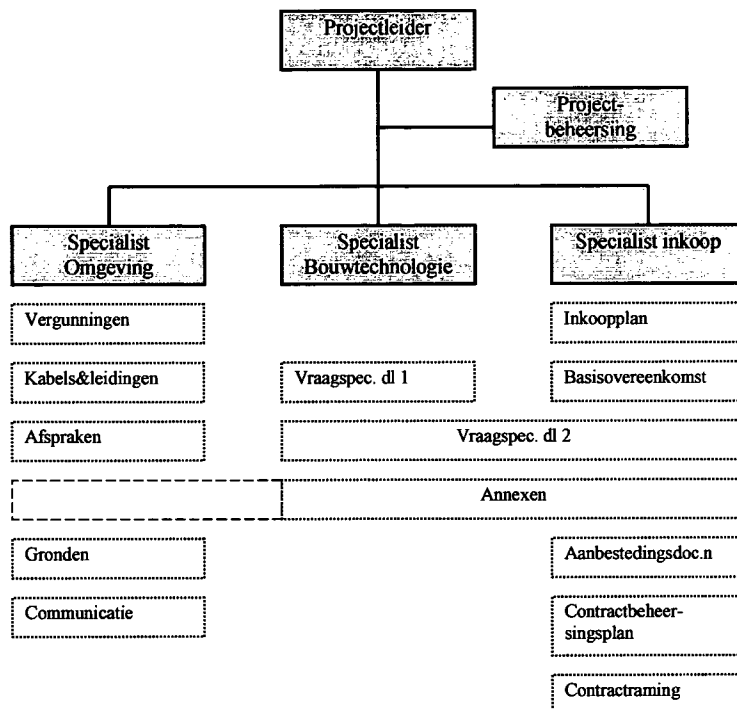 Projectleider
Project-
beheersing
Specialist
Omgeving
Specialist
Bouwtechnologie
Specialist inkoop
Vergunningen
Inkoopplan
Kabels&leidingen
Vraagspec. dl 1
Basisovereenkomst
Afspraken
Vraagspec. dl 2
Annexen
Gronden
Aanbestedingsdoc.n
Communicatie
Contractbeheer-
singsplan
Contractraming